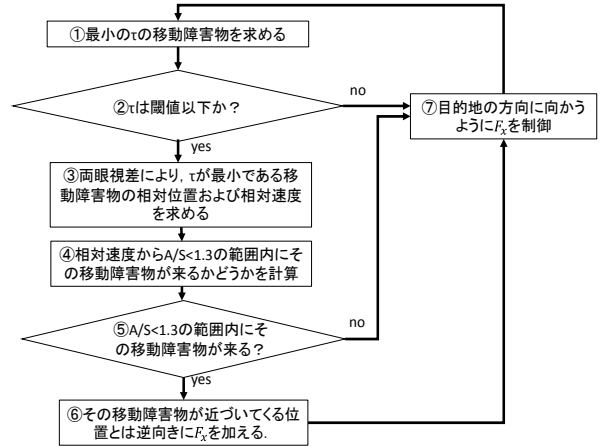 ①最小のτの移動障害物を求める
②τは閾値以下か？
no
yes
③両眼視差により，τが最小である移
動障害物の相対位置および相対速度
を求める
④相対速度からA/S<1.3の範囲内にそ
の移動障害物が来るかどうかを計算
⑤A/S<1.3の範囲内にそ
の移動障害物が来る？
no
yes
⑥その移動障害物が近づいてくる位
置とは逆向きにFxを加える.
⑦目的地の方向に向かう
ようにFxを制御